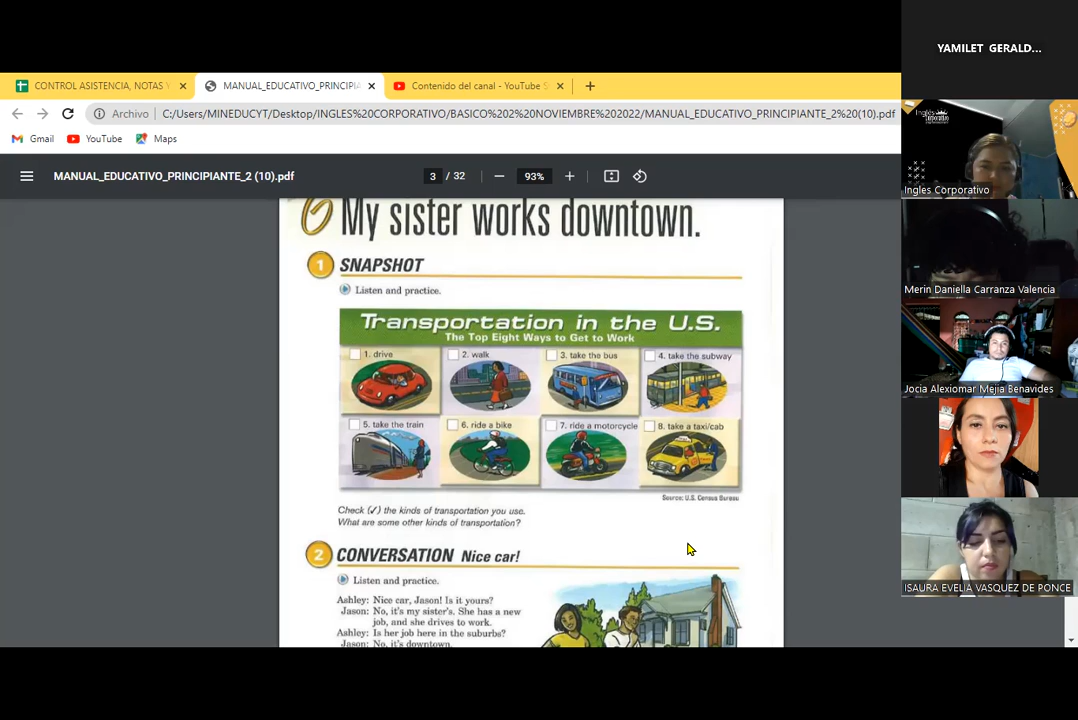 YAMILET GERALD...
CONTROL ASISTENCIA, NOTAS Y
MANUAL_EDUCATIVO_PRINCIPIA
Contenido del canal - YouTube S
Archivo
C:/Users/MINEDUCYT/Desktop/INGLES%20CORPORATIVO/BASICO%202%20NOVIEMBRE%202022/MANUAL_EDUCATIVO_PRINCIPIANTE_2%20(10).pdf
Gmail
YouTube
Maps
MANUAL_EDUCATIVO_PRINCIPIANTE_2 (10).pdf
3 / 32
93%
6 My sister works downtown.
1 SNAPSHOT
Listen and practice.
Transportation in the U.S.
The Top Eight Ways to Get to Work
1. drive
2. walk
3. take the bus
4. take the subway
5. take the train
6. ride a bike
7. ride a motorcycle
8. take a taxi/cab
Source: U.S. Census Bureau
Check (✓) the kinds of transportation you use.
What are some other kinds of transportation?
2 CONVERSATION Nice car!
Listen and practice.
Ashley: Nice car, Jason! Is it yours?
Jason: No, it's my sister's. She has a new
job, and she drives to work.
Ashley: Is her job here in the suburbs?
Jason: No, it's downtown.
Inglés
Corporativo
Ingles Corporativo
Merin Daniella Carranza Valencia
Jocia Alexiomar Mejia Benavides
ISAURA EVELIA VASQUEZ DE PONCE